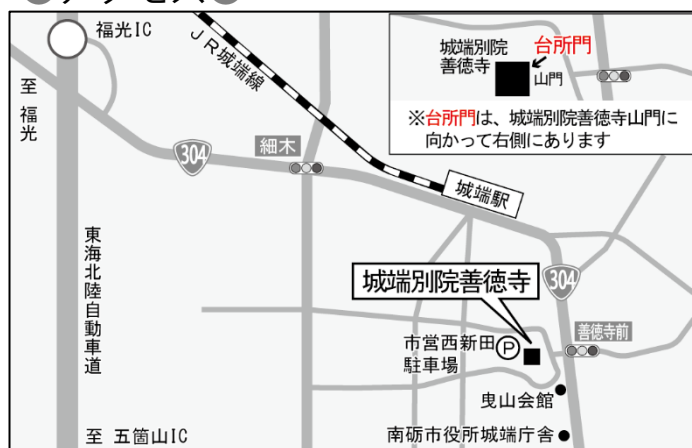 福光IC
至 福光
JR城端線
304
細木
城端駅
東海北陸自動車道
城端別院
善徳寺
台所門
山門
※台所門は、城端別院善徳寺山門に
向かって右側にあります
304
城端別院善徳寺
善徳寺前
市営西新田
駐車場
P
曳山会館
南砺市役所城端庁舎
至 五箇山IC